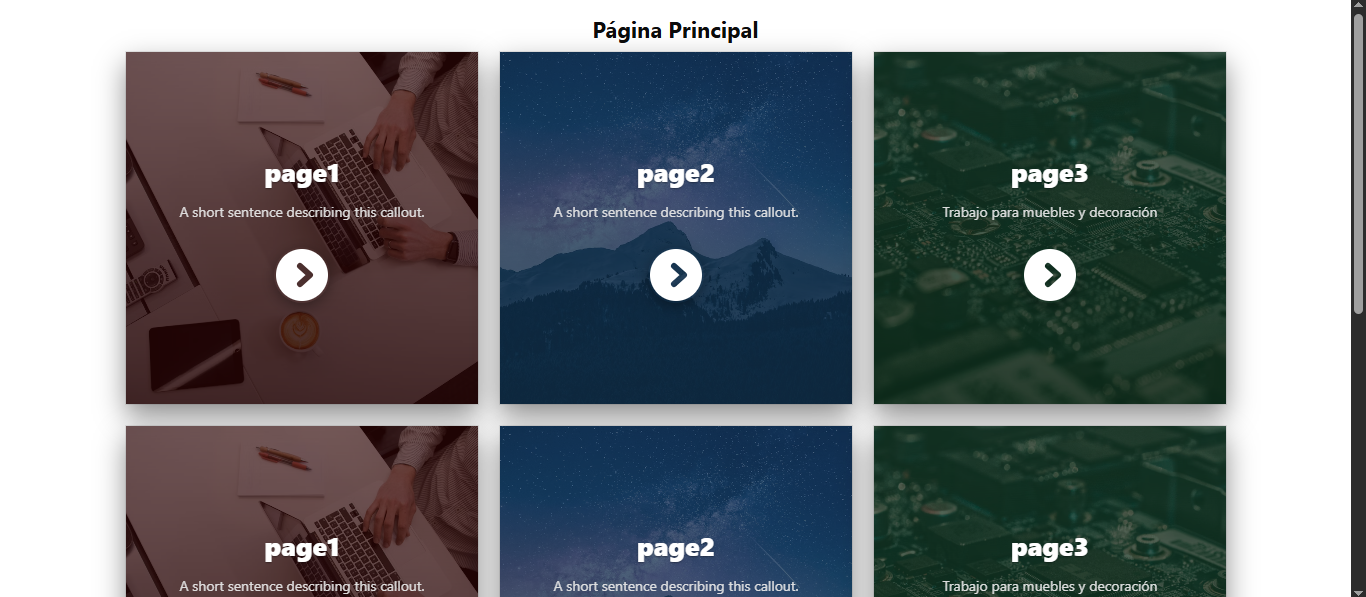 Página Principal
page1
A short sentence describing this callout.
page2
A short sentence describing this callout.
page3
Trabajo para muebles y decoración
page1
A short sentence describing this callout.
page2
A short sentence describing this callout.
page3
Trabajo para muebles y decoración